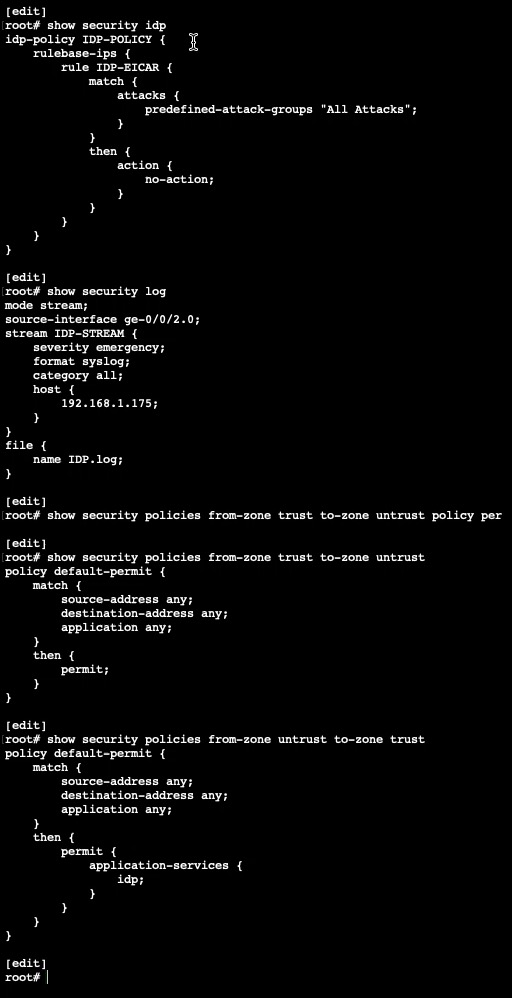 [edit]
root# show security idp
idp-policy IDP-POLICY {
    rulebase-ips {
        rule IDP-EICAR {
            match {
                attacks {
                    predefined-attack-groups "All Attacks";
                }
            }
            then {
                action {
                    no-action;
                }
            }
        }
    }
}

[edit]
root# show security log
mode stream;
source-interface ge-0/0/2.0;
stream IDP-STREAM {
    severity emergency;
    format syslog;
    category all;
    host {
        192.168.1.175;
    }
}
file {
    name IDP.log;
}

[edit]
root# show security policies from-zone trust to-zone untrust policy per

[edit]
root# show security policies from-zone trust to-zone untrust
policy default-permit {
    match {
        source-address any;
        destination-address any;
        application any;
    }
    then {
        permit;
    }
}

[edit]
root# show security policies from-zone untrust to-zone trust
policy default-permit {
    match {
        source-address any;
        destination-address any;
        application any;
    }
    then {
        permit {
            application-services {
                idp;
            }
        }
    }
}

[edit]
root#